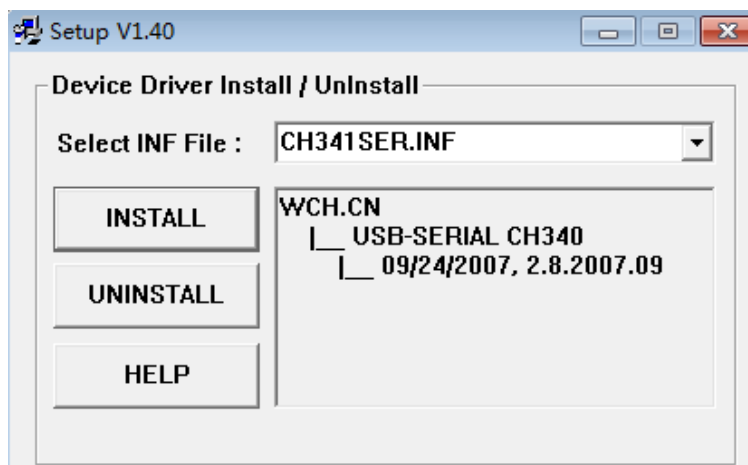 Setup V1.40
Device Driver Install / UnInstall
Select INF File :
CH341SER.INF
INSTALL
UNINSTALL
HELP
WCH.CN
|__ USB-SERIAL CH340
|__ 09/24/2007, 2.8.2007.09